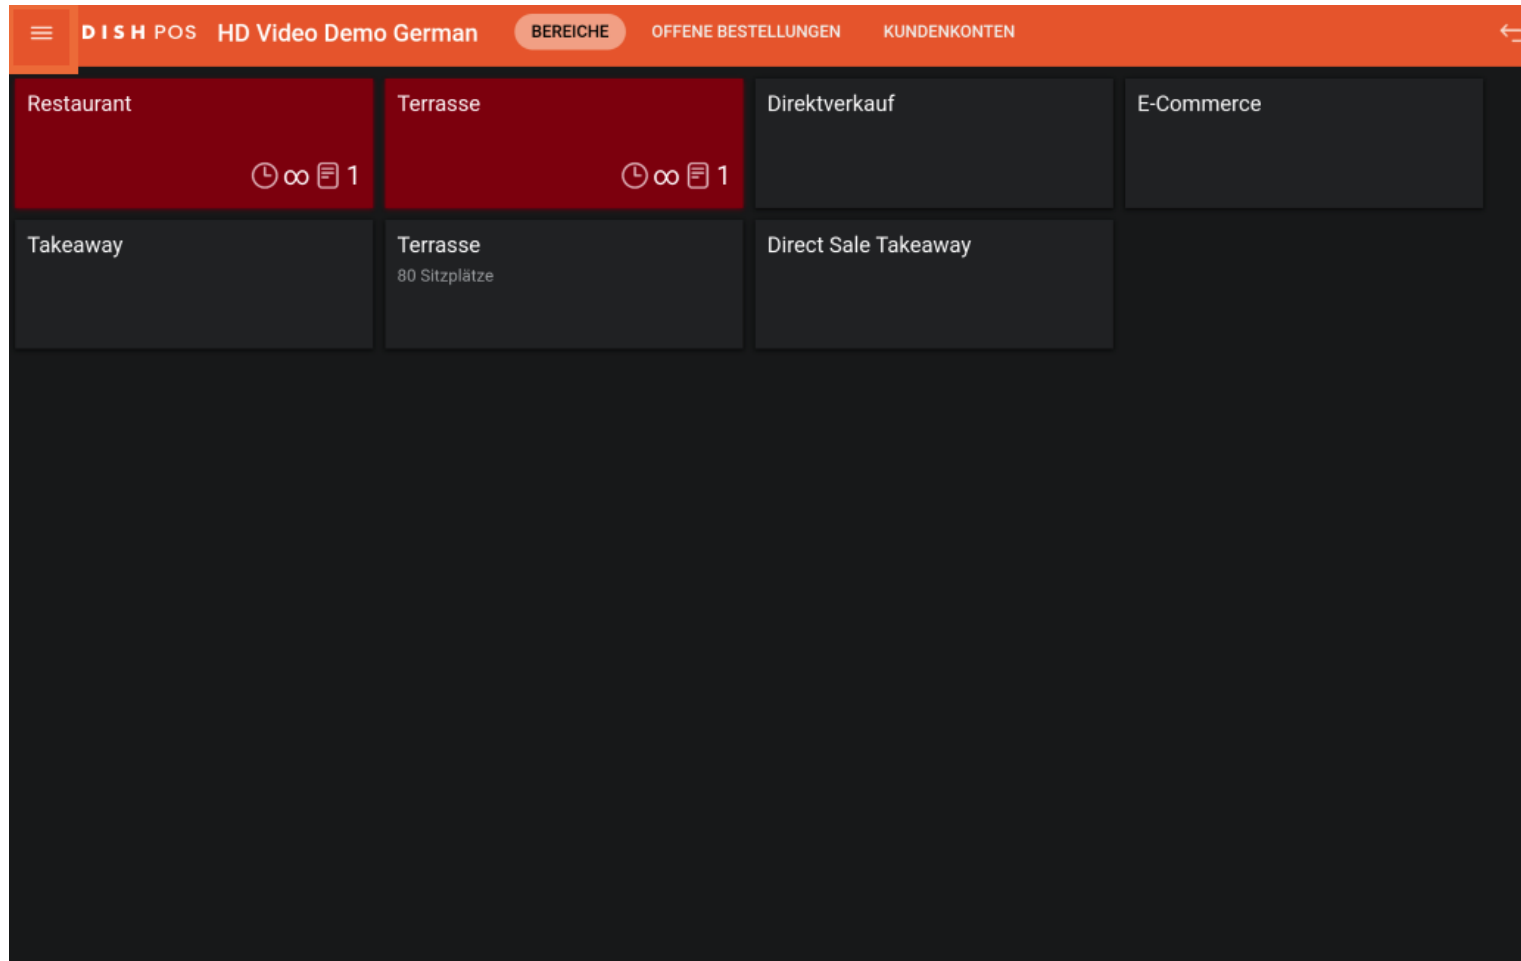 DISH POS HD Video Demo German BEREICHE OFFENE BESTELLUNGEN KUNDENKONTEN
Restaurant
∞ 1
Terrasse
∞ 1
Direktverkauf
E-Commerce
Takeaway
Terrasse
80 Sitzplätze
Direct Sale Takeaway